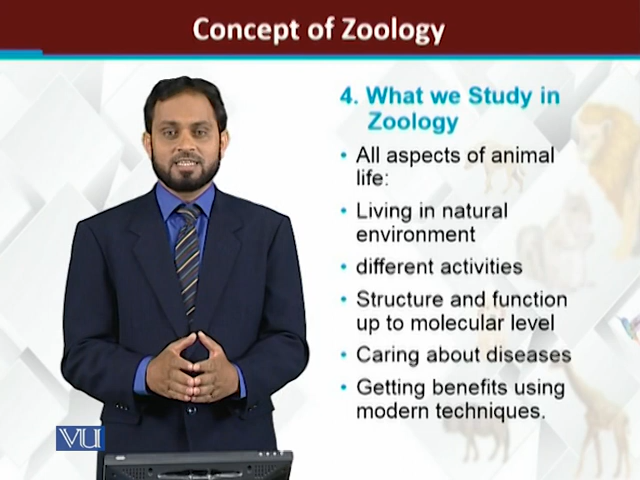 Concept of Zoology
4. What we Study in
Zoology
• All aspects of animal
life:
• Living in natural
environment
• different activities
• Structure and function
up to molecular level
• Caring about diseases
• Getting benefits using
modern techniques.
VU